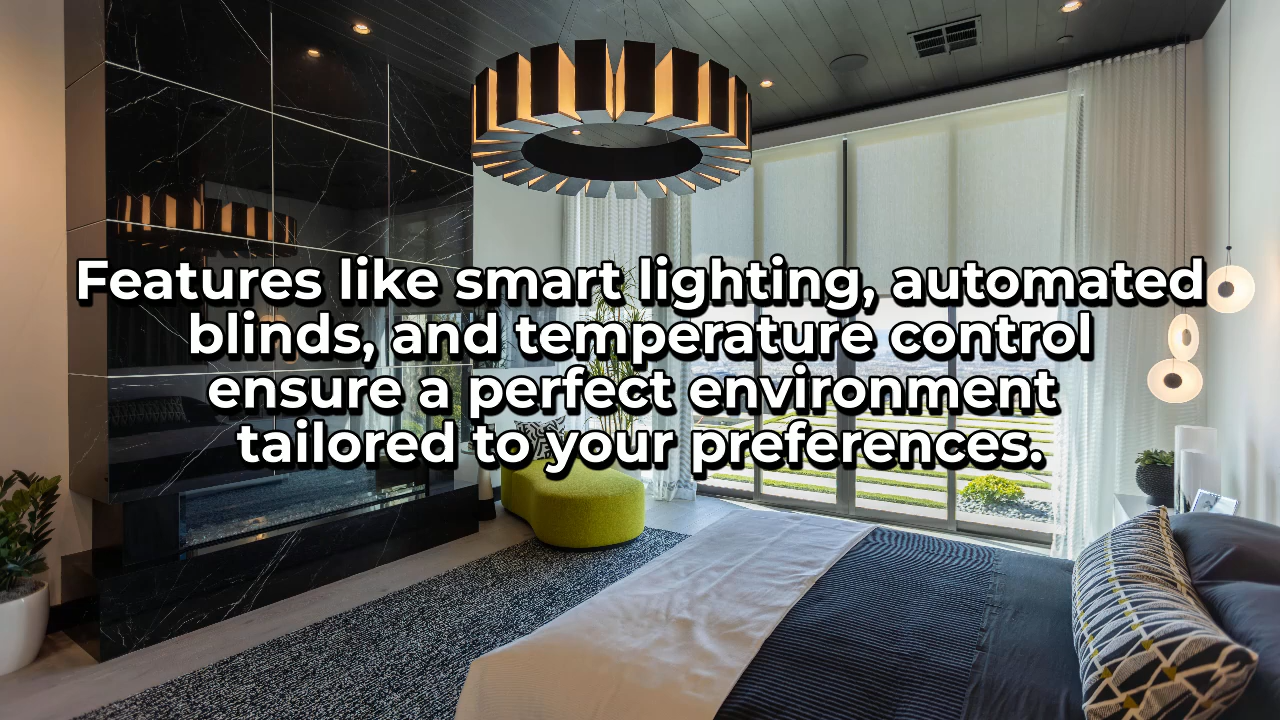 Features like smart lighting, automated
blinds, and temperature control
ensure a perfect environment
tailored to your preferences.